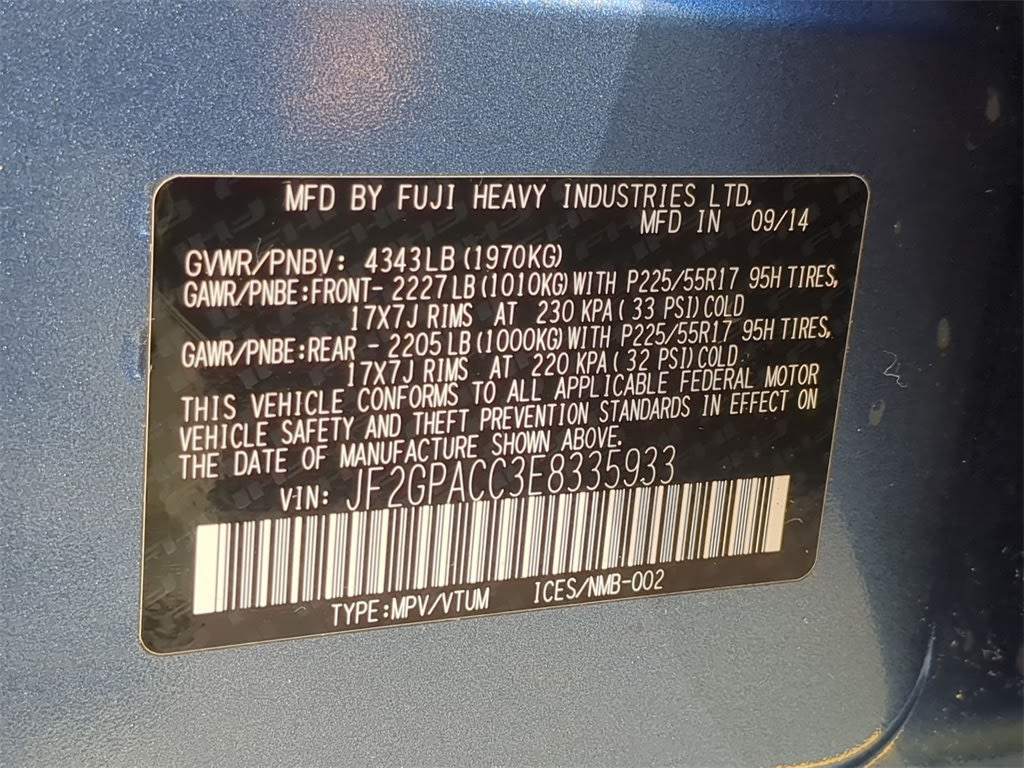 MFD BY FUJI HEAVY INDUSTRIES LTD.
MFD IN 09/14
GVWR/PNBV: 4343LB (1970KG)
GAWR/PNBE:FRONT- 2227LB (1010KG) WITH P225/55R17 95H TIRES,
17X7J RIMS AT 230 KPA (33 PSI) COLD
GAWR/PNBE:REAR - 2205LB (1000KG) WITH P225/55R17 95H TIRES,
17X7J RIMS AT 220 KPA (32 PSI) COLD
THIS VEHICLE CONFORMS TO ALL APPLICABLE FEDERAL MOTOR
VEHICLE SAFETY AND THEFT PREVENTION STANDARDS IN EFFECT ON
THE DATE OF MANUFACTURE SHOWN ABOVE.
VIN: JF2GPACC3E8335933
TYPE:MPV/VTUM ICES/NMB-002